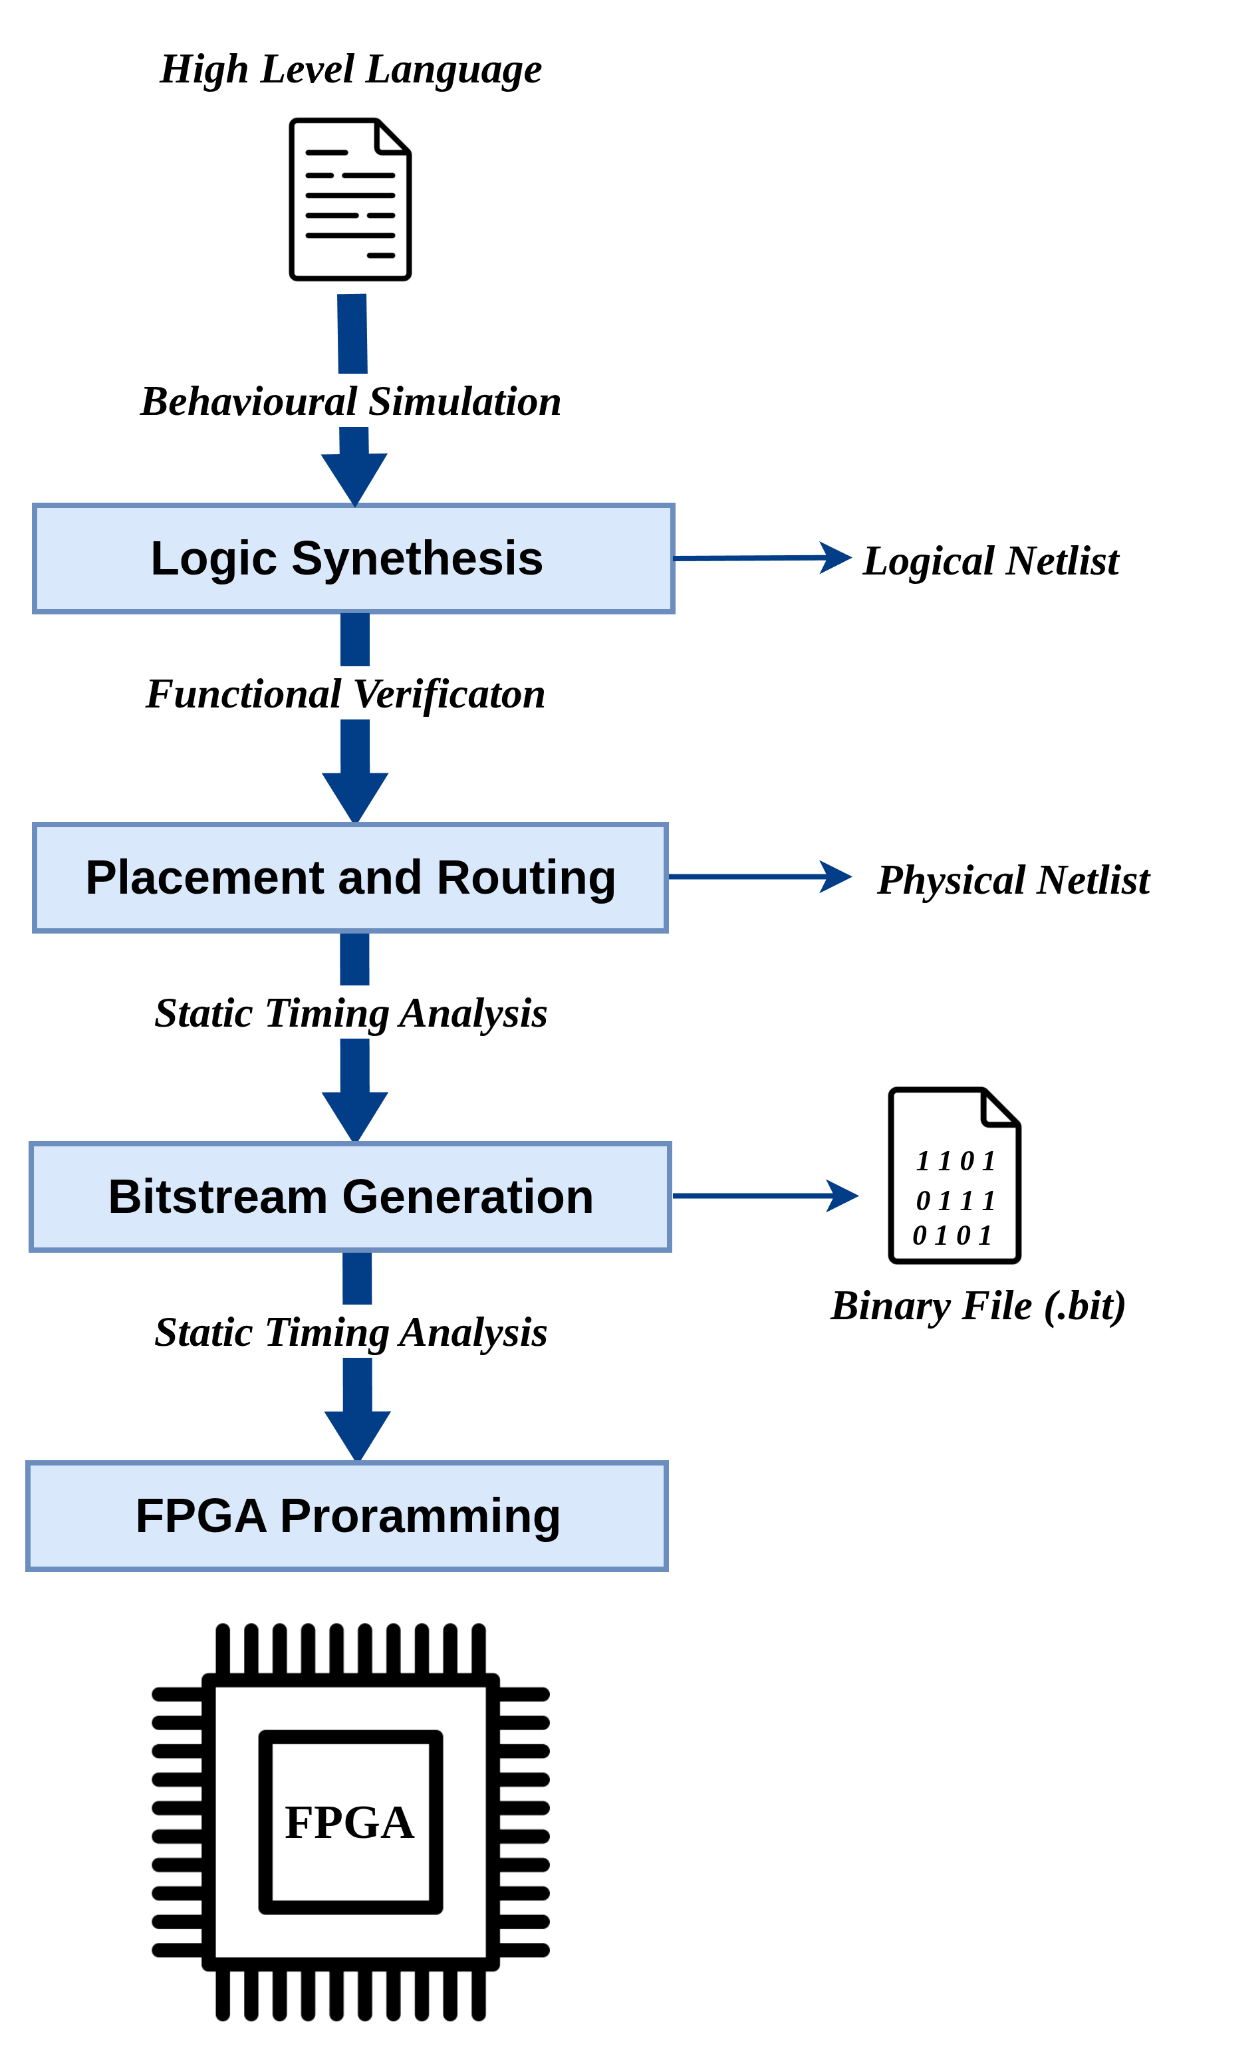 High Level Language
Behavioural Simulation
Logic Synethesis
Logical Netlist
Functional Verificaton
Placement and Routing
Physical Netlist
Static Timing Analysis
Bitstream Generation
1 1 0 1
0 1 1 1
0 1 0 1
Binary File (.bit)
Static Timing Analysis
FPGA Proramming
FPGA